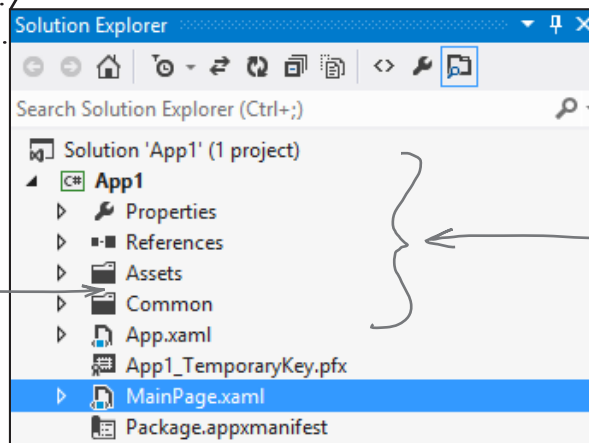 Solution Explorer
Search Solution Explorer (Ctrl+;)
Solution 'App1' (1 project)
C# App1
Properties
References
Assets
Common
App.xaml
App1_TemporaryKey.pfx
MainPage.xaml
Package.appxmanifest